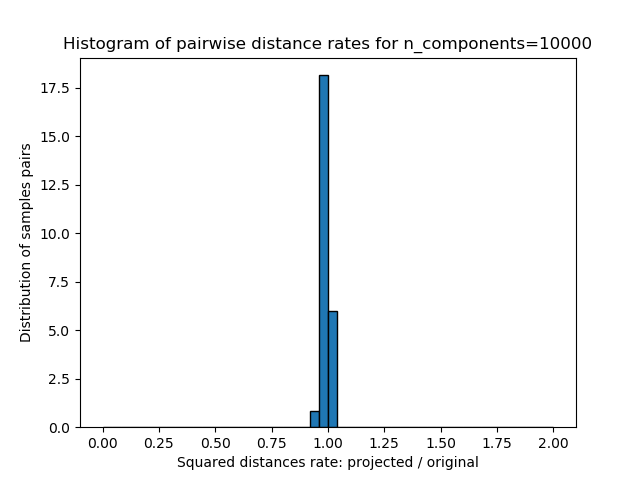 Histogram of pairwise distance rates for n_components=10000
Distribution of samples pairs
17.5
15.0
12.5
10.0
7.5
5.0
2.5
0.0
0.00 0.25 0.50 0.75 1.00 1.25 1.50 1.75 2.00
Squared distances rate: projected / original